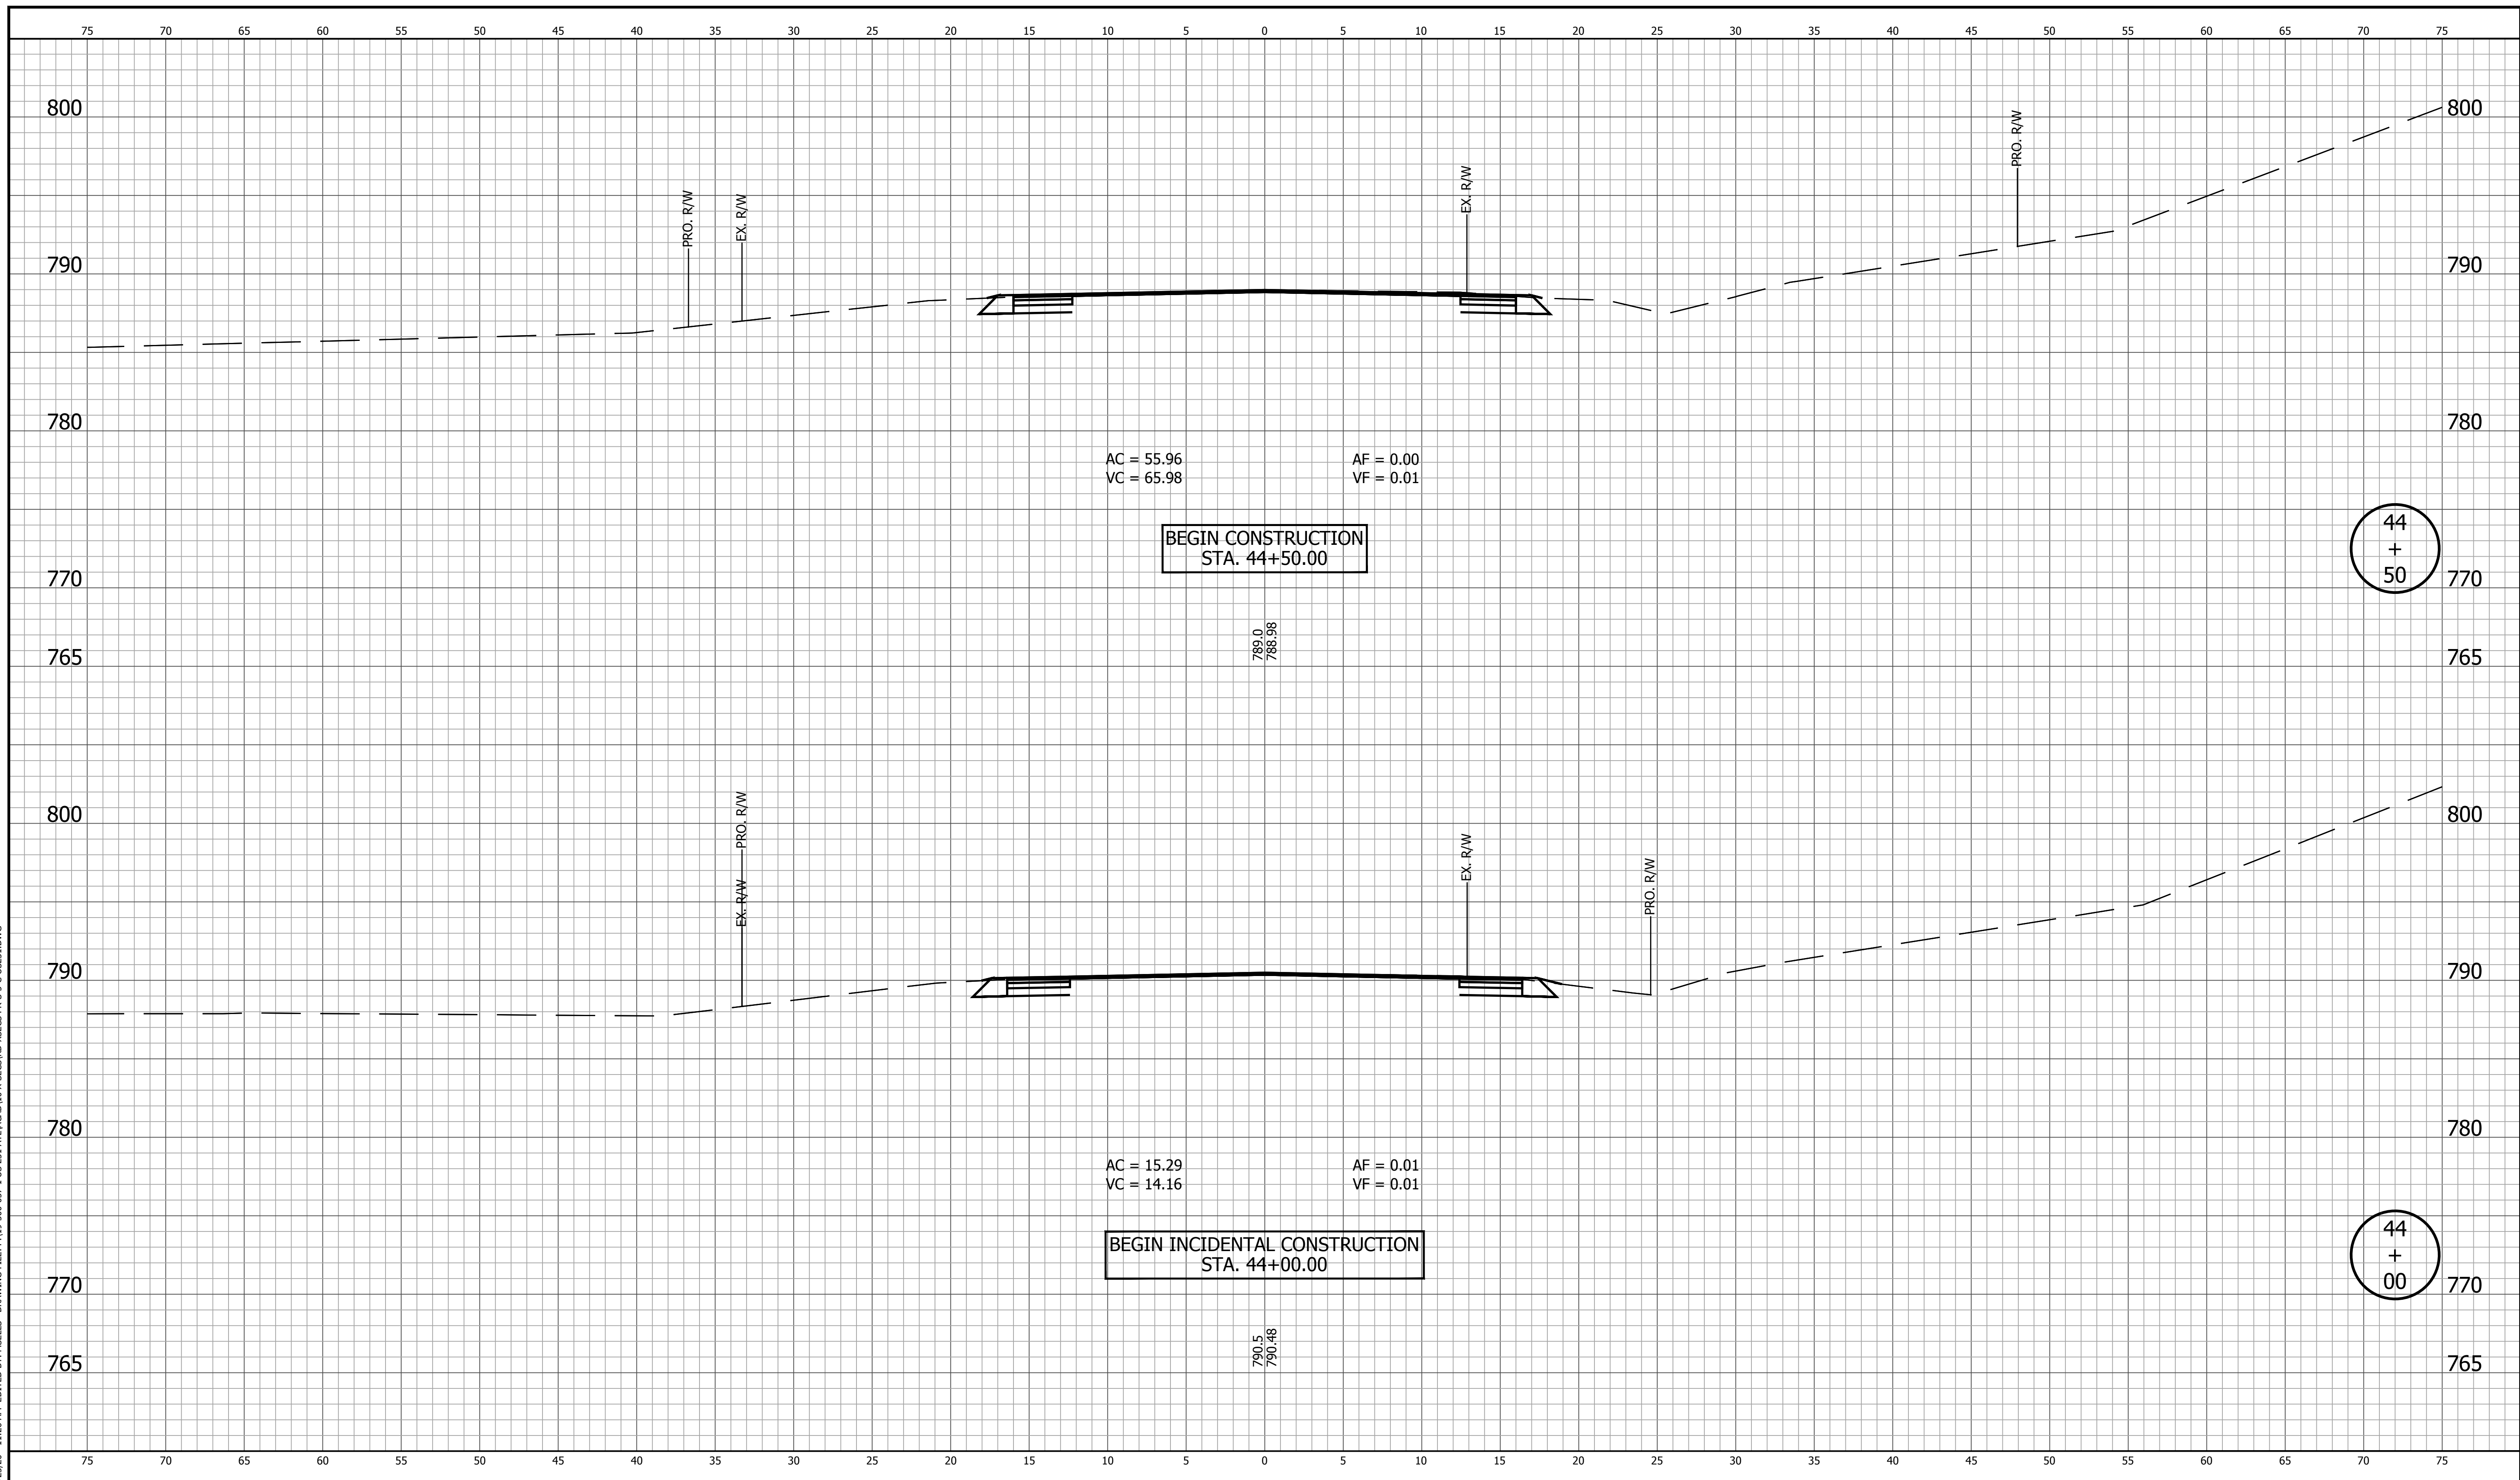 75 70 65 60 55 50 45 40 35 30 25 20 15 10 5 0 5 10 15 20 25 30 35 40 45 50 55 60 65 70 75
800 800
PRO. R/W
EX. R/W
EX. R/W
PRO. R/W
790 790
780 780
AC = 55.96 AF = 0.00
VC = 65.98 VF = 0.01
BEGIN CONSTRUCTION
STA. 44+50.00
44
+
50
770 770
789.0
788.98
765 765
800 800
PRO. R/W
EX. R/W
EX. R/W
PRO. R/W
790 790
780 780
AC = 15.29 AF = 0.01
VC = 14.16 VF = 0.01
BEGIN INCIDENTAL CONSTRUCTION
STA. 44+00.00
44
+
00
770 770
790.5
790.48
765 765
75 70 65 60 55 50 45 40 35 30 25 20 15 10 5 0 5 10 15 20 25 30 35 40 45 50 55 60 65 70 75